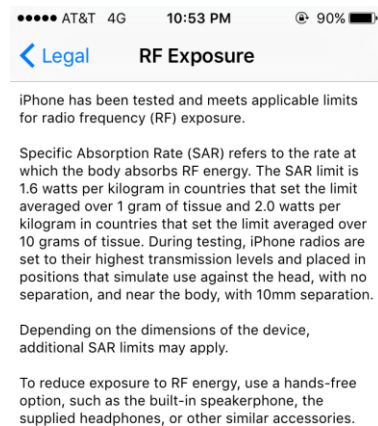 ●●●●● AT&T 4G 10:53 PM 90%
Legal RF Exposure
iPhone has been tested and meets applicable limits
for radio frequency (RF) exposure.
Specific Absorption Rate (SAR) refers to the rate at
which the body absorbs RF energy. The SAR limit is
1.6 watts per kilogram in countries that set the limit
averaged over 1 gram of tissue and 2.0 watts per
kilogram in countries that set the limit averaged over
10 grams of tissue. During testing, iPhone radios are
set to their highest transmission levels and placed in
positions that simulate use against the head, with no
separation, and near the body, with 10mm separation.
Depending on the dimensions of the device,
additional SAR limits may apply.
To reduce exposure to RF energy, use a hands-free
option, such as the built-in speakerphone, the
supplied headphones, or other similar accessories.